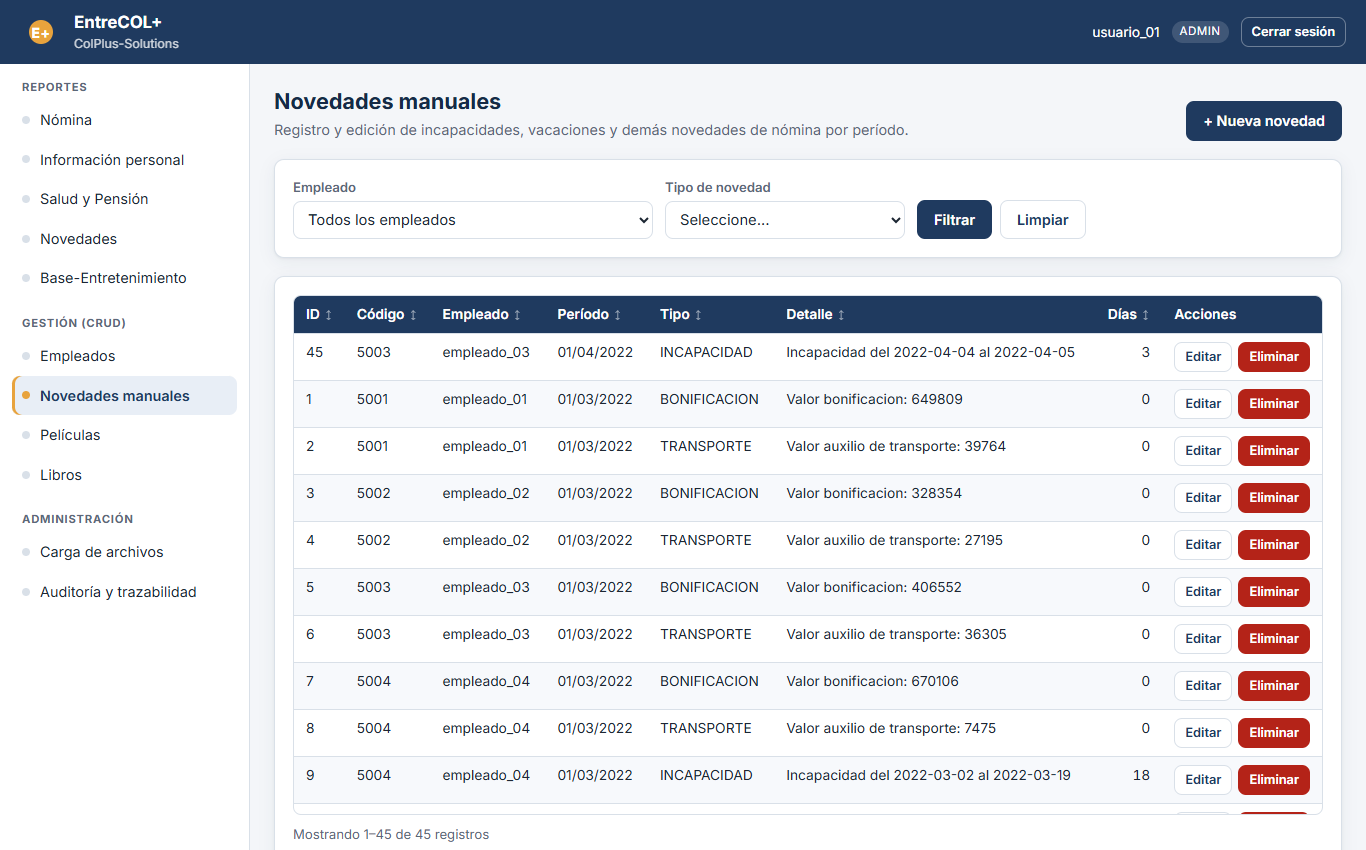 E+
EntreCOL+
ColPlus-Solutions
usuario_01 ADMIN Cerrar sesión
REPORTES
Nómina
Información personal
Salud y Pensión
Novedades
Base-Entretenimiento
GESTIÓN (CRUD)
Empleados
Novedades manuales
Películas
Libros
ADMINISTRACIÓN
Carga de archivos
Auditoría y trazabilidad
Novedades manuales
Registro y edición de incapacidades, vacaciones y demás novedades de nómina por período.
+ Nueva novedad
Empleado Tipo de novedad
Todos los empleados Seleccione... Filtrar Limpiar
ID ↕ Código ↕ Empleado ↕ Período ↕ Tipo ↕ Detalle ↕ Días ↕ Acciones
45 5003 empleado_03 01/04/2022 INCAPACIDAD Incapacidad del 2022-04-04 al 2022-04-05 3 Editar Eliminar
1 5001 empleado_01 01/03/2022 BONIFICACION Valor bonificacion: 649809 0 Editar Eliminar
2 5001 empleado_01 01/03/2022 TRANSPORTE Valor auxilio de transporte: 39764 0 Editar Eliminar
3 5002 empleado_02 01/03/2022 BONIFICACION Valor bonificacion: 328354 0 Editar Eliminar
4 5002 empleado_02 01/03/2022 TRANSPORTE Valor auxilio de transporte: 27195 0 Editar Eliminar
5 5003 empleado_03 01/03/2022 BONIFICACION Valor bonificacion: 406552 0 Editar Eliminar
6 5003 empleado_03 01/03/2022 TRANSPORTE Valor auxilio de transporte: 36305 0 Editar Eliminar
7 5004 empleado_04 01/03/2022 BONIFICACION Valor bonificacion: 670106 0 Editar Eliminar
8 5004 empleado_04 01/03/2022 TRANSPORTE Valor auxilio de transporte: 7475 0 Editar Eliminar
9 5004 empleado_04 01/03/2022 INCAPACIDAD Incapacidad del 2022-03-02 al 2022-03-19 18 Editar Eliminar
Mostrando 1–45 de 45 registros